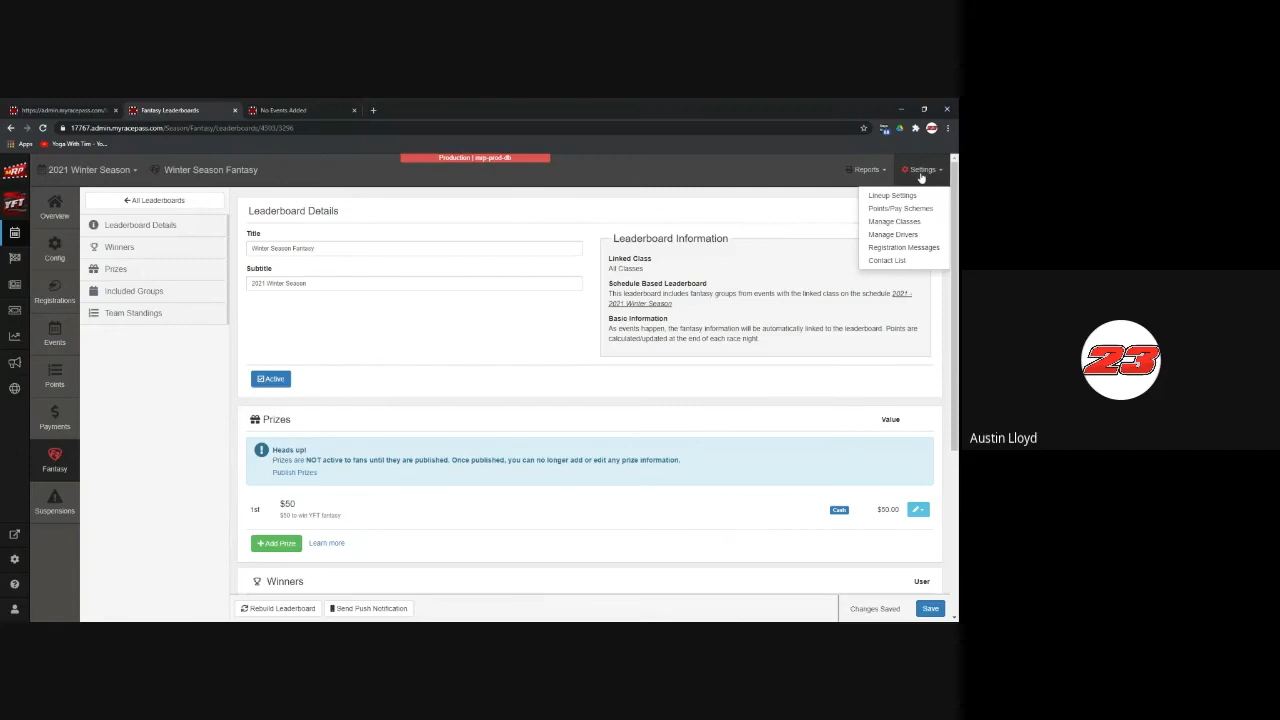 https://admin.myracepass.com/
Fantasy Leaderboards
No Events Added
17767.admin.myracepass.com/Season/Fantasy/Leaderboards/4593/3296
Apps
Yoga With Tim - Yo...
Production | mrp-prod-db
MRP
2021 Winter Season
Winter Season Fantasy
Reports
Settings
Lineup Settings
Points/Pay Schemes
Manage Classes
Manage Drivers
Registration Messages
Contact List
YFT
Overview
Config
Registrations
Events
Points
Payments
Fantasy
Suspensions
All Leaderboards
Leaderboard Details
Winners
Prizes
Included Groups
Team Standings
Leaderboard Details
Title
Winter Season Fantasy
Subtitle
2021 Winter Season
Leaderboard Information
Linked Class
All Classes
Schedule Based Leaderboard
This leaderboard includes fantasy groups from events with the linked class on the schedule 2021 -
2021 Winter Season
Basic Information
As events happen, the fantasy information will be automatically linked to the leaderboard. Points are
calculated/updated at the end of each race night.
Active
Prizes
Value
Heads up!
Prizes are NOT active to fans until they are published. Once published, you can no longer add or edit any prize information.
Publish Prizes
1st
$50
$50 to win YFT fantasy
Cash
$50.00
Add Prize
Learn more
Winners
User
Rebuild Leaderboard
Send Push Notification
Changes Saved
Save
23
Austin Lloyd